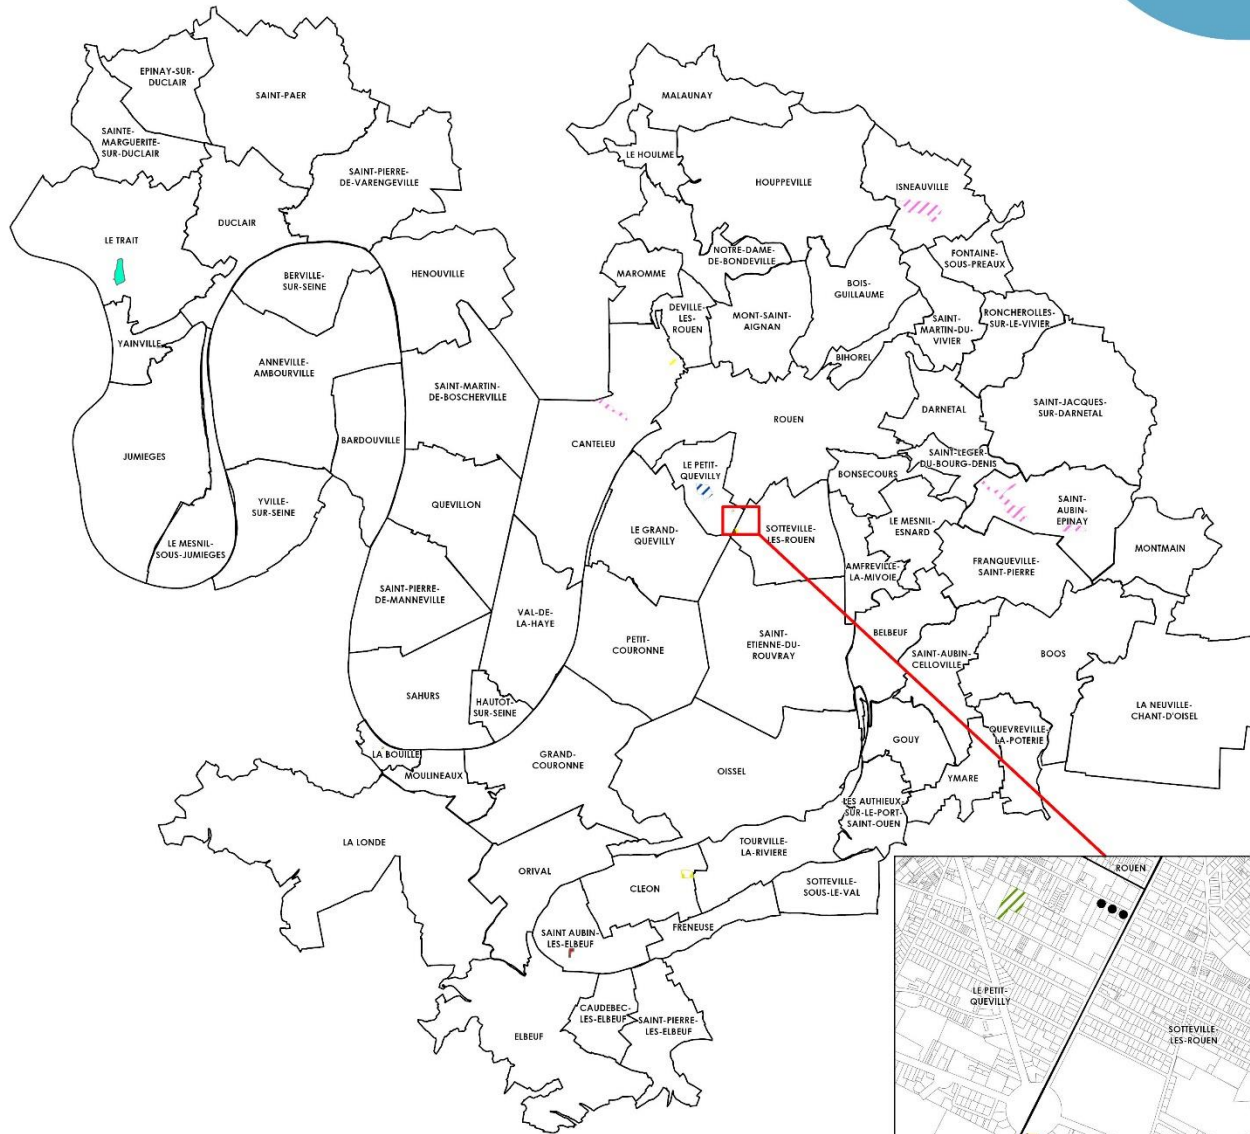 EPINAY-SUR-
DUCLAIR
SAINT-PAER
MALAUNAY
SAINTE-
MARGUERITE-
SUR-DUCLAIR
LE HOULME
SAINT-PIERRE-
DE-VARENGEVILLE
HOUPPEVILLE
ISNEAUVILLE
DUCLAIR
LE TRAIT
NOTRE-DAME-
DE-BONDEVILLE
FONTAINE-
SOUS-PREAUX
BERVILLE-
SUR-SEINE
HENOUVILLE
MAROMME
BOIS-
GUILLAUME
DEVILLE-
LES-
ROUEN
MONT-SAINT-
AIGNAN
SAINT-
MARTIN-DU-
VIVIER
RONCHEROLLES-
SUR-LE-VIVIER
YAINVILLE
BIHOREL
ANNEVILLE-
AMBOURVILLE
SAINT-MARTIN-
DE-BOSCHERVILLE
SAINT-JACQUES-
SUR-DARNETAL
DARNETAL
ROUEN
BARDOUVILLE
CANTELEU
JUMIEGES
SAINT-LEGER-
DU-BOURG-DENIS
LE PETIT-
QUEVILLY
BONSECOURS
YVILLE-
SUR-SEINE
QUEVILLON
SAINT-
AUBIN-
EPINAY
LE GRAND-
QUEVILLY
SOTTEVILLE-
LES-ROUEN
LE MESNIL-
ESNARD
LE MESNIL-
SOUS-JUMIEGES
MONTMAIN
FRANQUEVILLE-
SAINT-PIERRE
AMFREVILLE-
LA-MIVOIE
SAINT-PIERRE-
DE-MANNEVILLE
VAL-DE-
LA-HAYE
PETIT-
COURONNE
SAINT-
ETIENNE-DU-
ROUVRAY
BELBEUF
SAINT-AUBIN-
CELLOVILLE
BOOS
SAHURS
HAUTOT-
SUR-SEINE
LA NEUVILLE-
CHANT-D'OISEL
QUEVREVILLE-
LA-POTERIE
GOUY
LA BOUILLE
GRAND-
COURONNE
MOULINEAUX
OISSEL
YMARE
LES AUTHIEUX-
SUR-LE-PORT-
SAINT-OUEN
LA LONDE
TOURVILLE-
LA-RIVIERE
ORIVAL
CLEON
SOTTEVILLE-
SOUS-LE-VAL
FRENEUSE
SAINT AUBIN-
LES-ELBEUF
CAUDEBEC-
LES-ELBEUF
SAINT-PIERRE-
LES-ELBEUF
ELBEUF
ROUEN
LE PETIT-
QUEVILLY
SOTTEVILLE-
LES-ROUEN